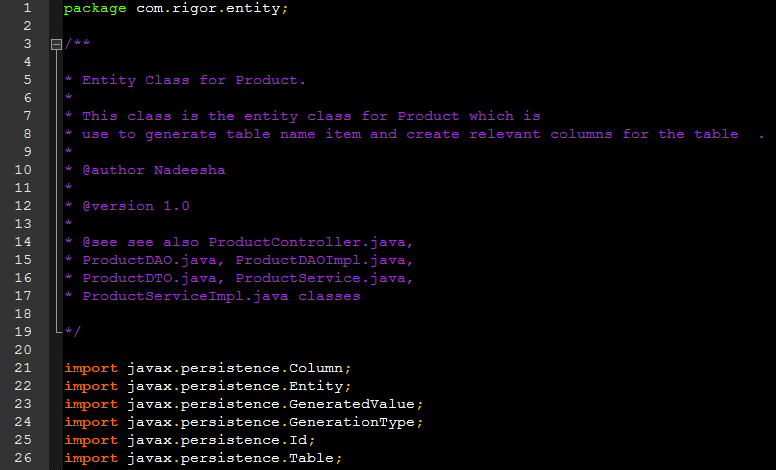 1 package com.rigor.entity;
2
3 /**
4
5 * Entity Class for Product.
6 *
7 * This class is the entity class for Product which is
8 * use to generate table name item and create relevant columns for the table  .
9 *
10 * @author Nadeesha
11 *
12 * @version 1.0
13 *
14 * @see see also ProductController.java,
15 * ProductDAO.java, ProductDAOImpl.java,
16 * ProductDTO.java, ProductService.java,
17 * ProductServiceImpl.java classes
18
19 */
20
21 import javax.persistence.Column;
22 import javax.persistence.Entity;
23 import javax.persistence.GeneratedValue;
24 import javax.persistence.GenerationType;
25 import javax.persistence.Id;
26 import javax.persistence.Table;